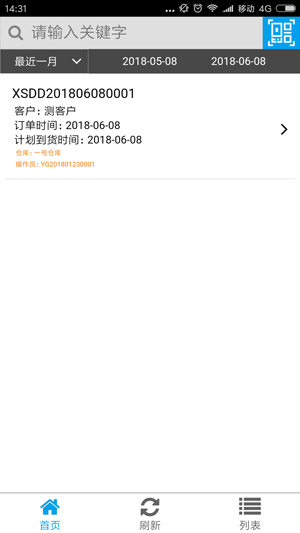 14:31
... 移动 4G
请输入关键字
最近一月 2018-05-08 2018-06-08
XSDD201806080001
客户：测客户
订单时间：2018-06-08
计划到货时间：2018-06-08
仓库：一号仓库
操作员：YG201801230001
首页 刷新 列表